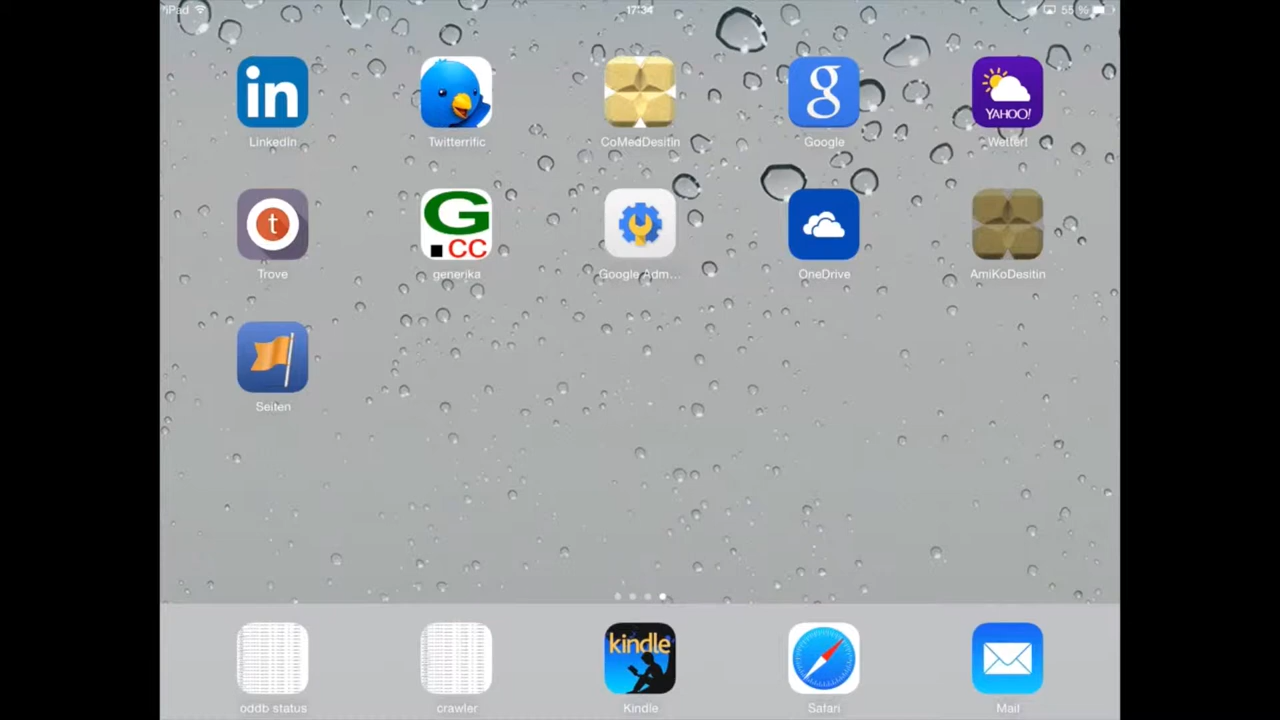 iPad 17:34 55 %
in
YAHOO!
LinkedIn Twitterrific CoMedDesitin Google Wetter!
t G
.CC
Trove generika Google Adm... OneDrive AmiKoDesitin
Seiten
kindle
oddb status crawler Kindle Safari Mail